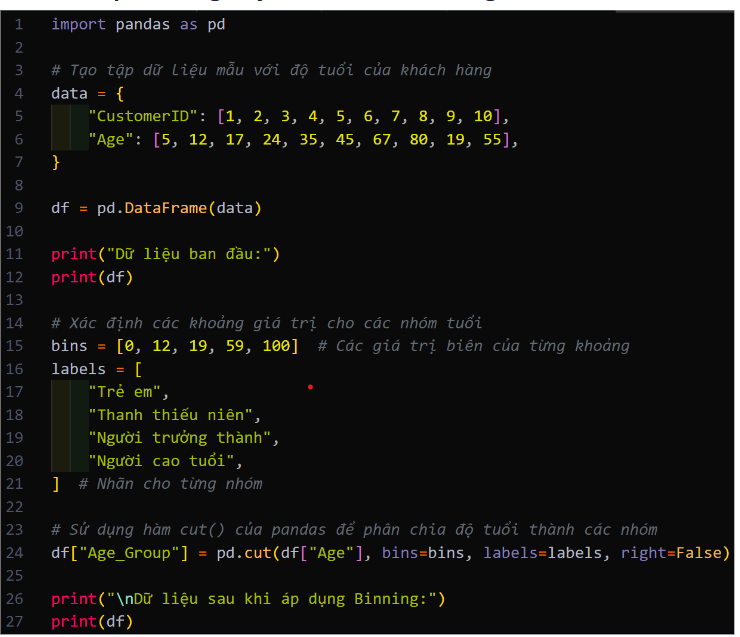 1 import pandas as pd
2
3 # Tạo tập dữ liệu mẫu với độ tuổi của khách hàng
4 data = {
5     "CustomerID": [1, 2, 3, 4, 5, 6, 7, 8, 9, 10],
6     "Age": [5, 12, 17, 24, 35, 45, 67, 80, 19, 55],
7 }
8
9 df = pd.DataFrame(data)
10
11 print("Dữ liệu ban đầu:")
12 print(df)
13
14 # Xác định các khoảng giá trị cho các nhóm tuổi
15 bins = [0, 12, 19, 59, 100]  # Các giá trị biên của từng khoảng
16 labels = [
17     "Trẻ em",
18     "Thanh thiếu niên",
19     "Người trưởng thành",
20     "Người cao tuổi",
21 ]  # Nhãn cho từng nhóm
22
23 # Sử dụng hàm cut() của pandas để phân chia độ tuổi thành các nhóm
24 df["Age_Group"] = pd.cut(df["Age"], bins=bins, labels=labels, right=False)
25
26 print("\nDữ liệu sau khi áp dụng Binning:")
27 print(df)